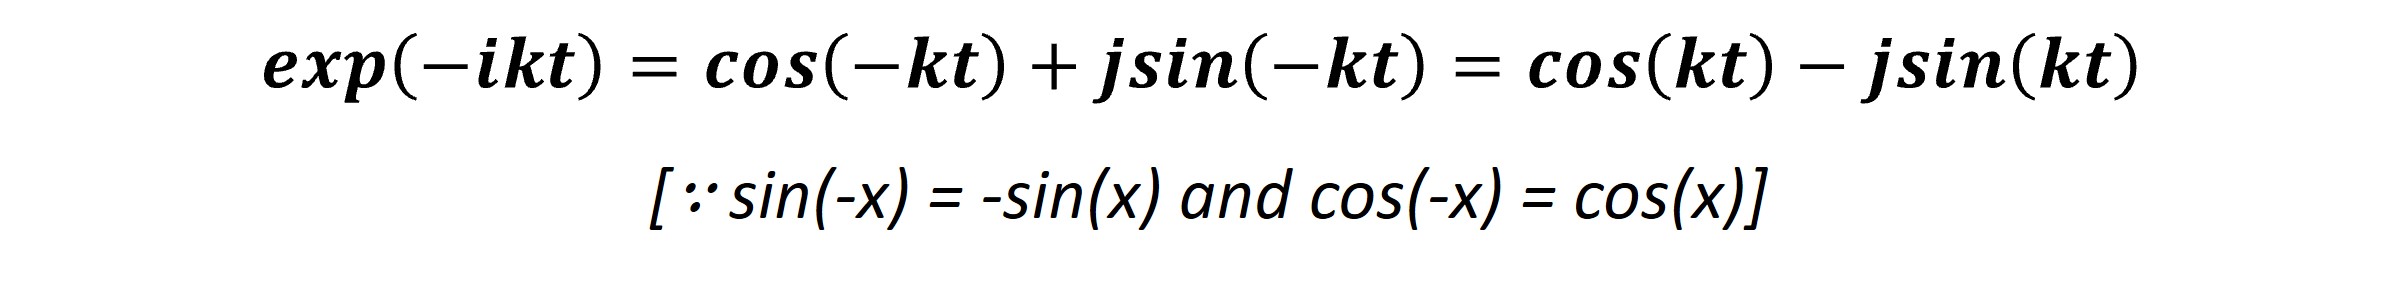 exp(−ikt) = cos(−kt) + jsin(−kt) = cos(kt) − jsin(kt)
[∵ sin(-x) = -sin(x) and cos(-x) = cos(x)]